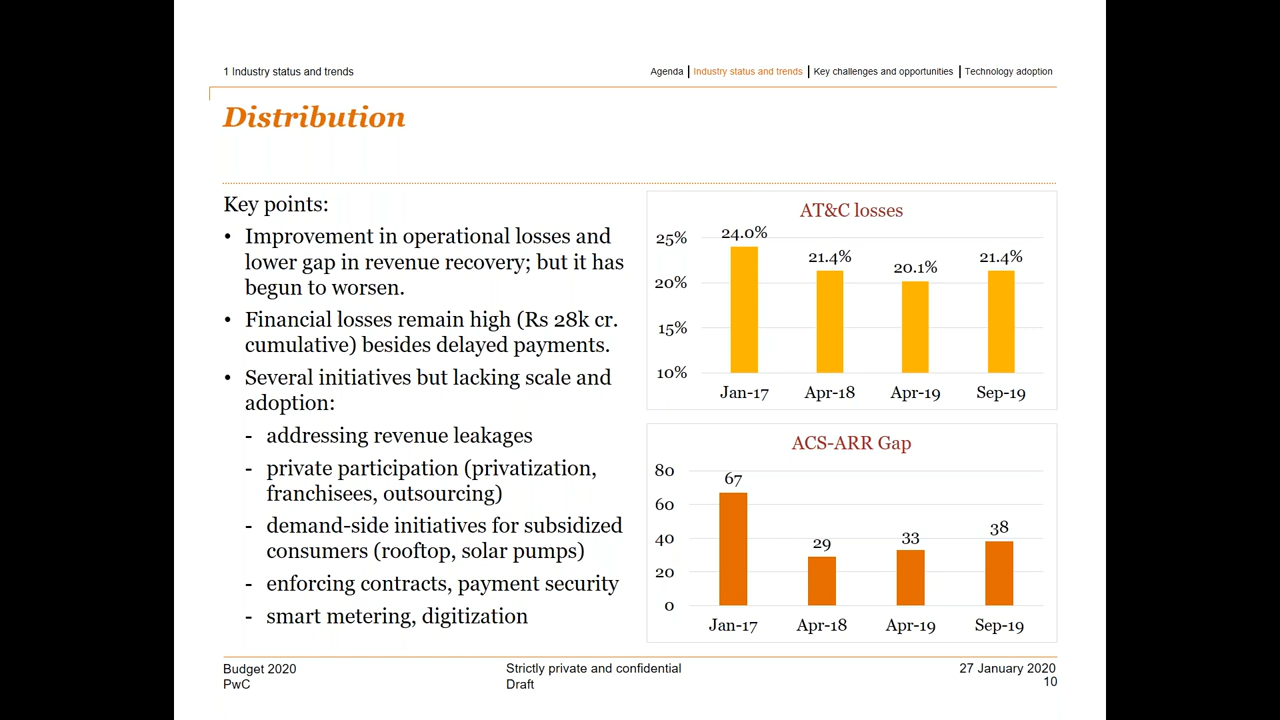 1 Industry status and trends
Agenda | Industry status and trends | Key challenges and opportunities | Technology adoption
Distribution
Key points:
• Improvement in operational losses and
lower gap in revenue recovery; but it has
begun to worsen.
• Financial losses remain high (Rs 28k cr.
cumulative) besides delayed payments.
• Several initiatives but lacking scale and
adoption:
- addressing revenue leakages
- private participation (privatization,
franchisees, outsourcing)
- demand-side initiatives for subsidized
consumers (rooftop, solar pumps)
- enforcing contracts, payment security
- smart metering, digitization
AT&C losses
24.0%
25%
21.4%
20.1%
21.4%
20%
15%
10%
Jan-17 Apr-18 Apr-19 Sep-19
ACS-ARR Gap
80
67
60
40
29
33
38
20
0
Jan-17 Apr-18 Apr-19 Sep-19
Budget 2020
PwC
Strictly private and confidential
Draft
27 January 2020
10